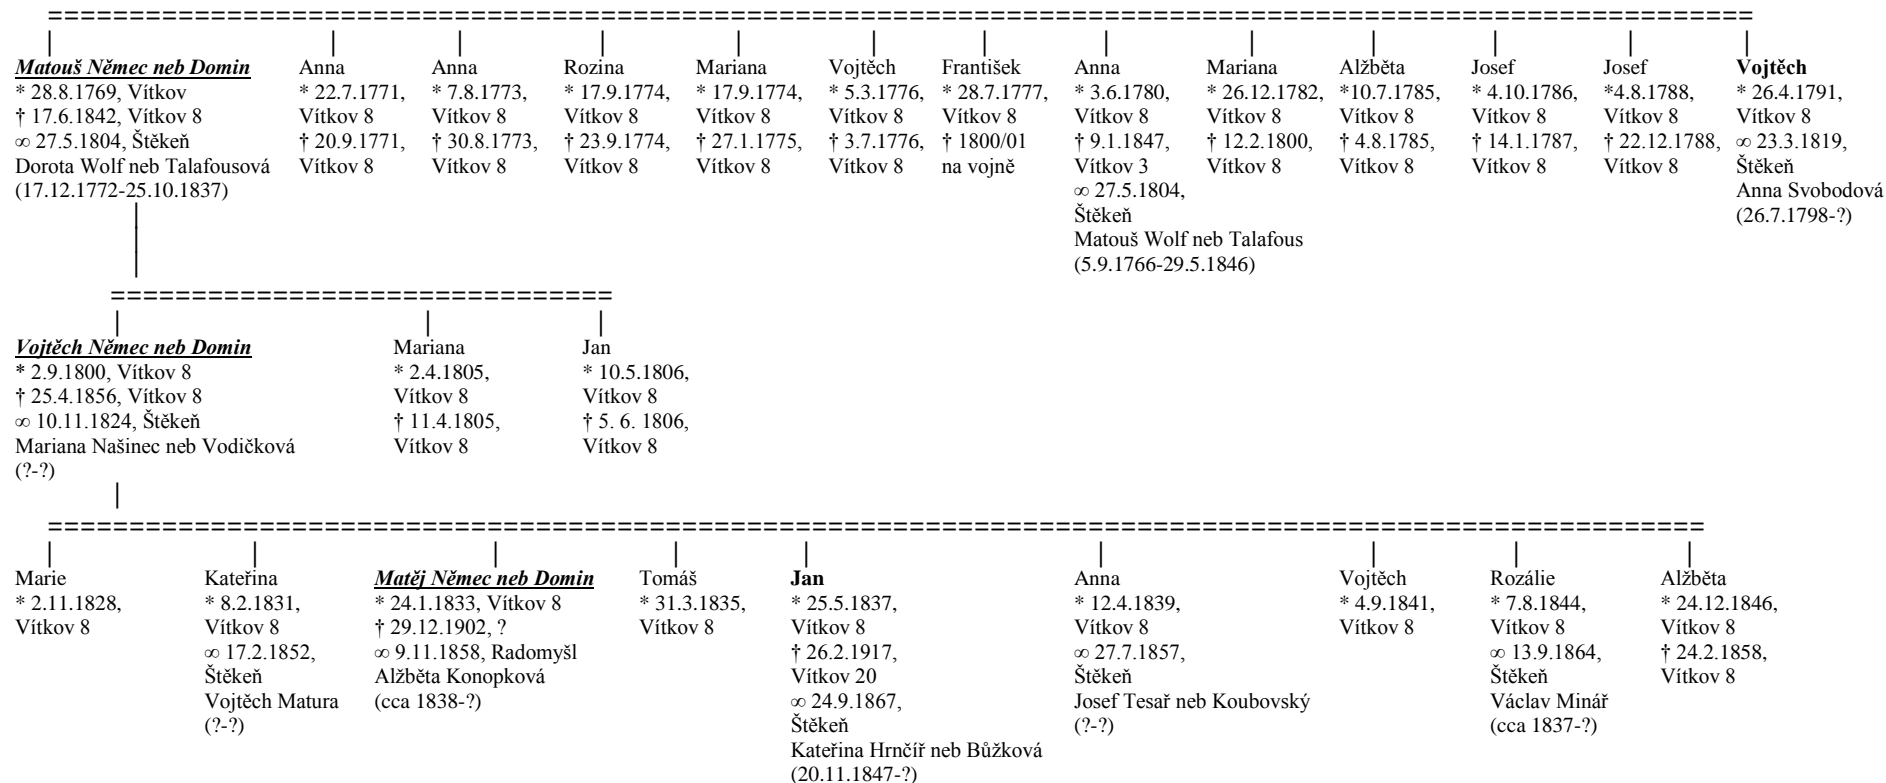 Matouš Němec neb Domin
* 28.8.1769, Vítkov
† 17.6.1842, Vítkov 8
∞ 27.5.1804, Štěkeň
Dorota Wolf neb Talafousová
(17.12.1772-25.10.1837)
Anna
* 22.7.1771,
Vítkov 8
† 20.9.1771,
Vítkov 8
Anna
* 7.8.1773,
Vítkov 8
† 30.8.1773,
Vítkov 8
Rozina
* 17.9.1774,
Vítkov 8
† 23.9.1774,
Vítkov 8
Mariana
* 17.9.1774,
Vítkov 8
† 27.1.1775,
Vítkov 8
Vojtěch
* 5.3.1776,
Vítkov 8
† 3.7.1776,
Vítkov 8
František
* 28.7.1777,
Vítkov 8
† 1800/01
na vojně
Anna
* 3.6.1780,
Vítkov 8
† 9.1.1847,
Vítkov 3
∞ 27.5.1804,
Štěkeň
Matouš Wolf neb Talafous
(5.9.1766-29.5.1846)
Mariana
* 26.12.1782,
Vítkov 8
† 12.2.1800,
Vítkov 8
Alžběta
*10.7.1785,
Vítkov 8
† 4.8.1785,
Vítkov 8
Josef
* 4.10.1786,
Vítkov 8
† 14.1.1787,
Vítkov 8
Josef
*4.8.1788,
Vítkov 8
† 22.12.1788,
Vítkov 8
Vojtěch
* 26.4.1791,
Vítkov 8
∞ 23.3.1819,
Štěkeň
Anna Svobodová
(26.7.1798-?)
Vojtěch Němec neb Domin
* 2.9.1800, Vítkov 8
† 25.4.1856, Vítkov 8
∞ 10.11.1824, Štěkeň
Mariana Našinec neb Vodičková
(?-?)
Mariana
* 2.4.1805,
Vítkov 8
† 11.4.1805,
Vítkov 8
Jan
* 10.5.1806,
Vítkov 8
† 5. 6. 1806,
Vítkov 8
Marie
* 2.11.1828,
Vítkov 8
Kateřina
* 8.2.1831,
Vítkov 8
∞ 17.2.1852,
Štěkeň
Vojtěch Matura
(?-?)
Matěj Němec neb Domin
* 24.1.1833, Vítkov 8
† 29.12.1902, ?
∞ 9.11.1858, Radomyšl
Alžběta Konopková
(cca 1838-?)
Tomáš
* 31.3.1835,
Vítkov 8
Jan
* 25.5.1837,
Vítkov 8
† 26.2.1917,
Vítkov 20
∞ 24.9.1867,
Štěkeň
Kateřina Hrnčíř neb Bůžková
(20.11.1847-?)
Anna
* 12.4.1839,
Vítkov 8
∞ 27.7.1857,
Štěkeň
Josef Tesař neb Koubovský
(?-?)
Vojtěch
* 4.9.1841,
Vítkov 8
Rozálie
* 7.8.1844,
Vítkov 8
∞ 13.9.1864,
Štěkeň
Václav Minář
(cca 1837-?)
Alžběta
* 24.12.1846,
Vítkov 8
† 24.2.1858,
Vítkov 8